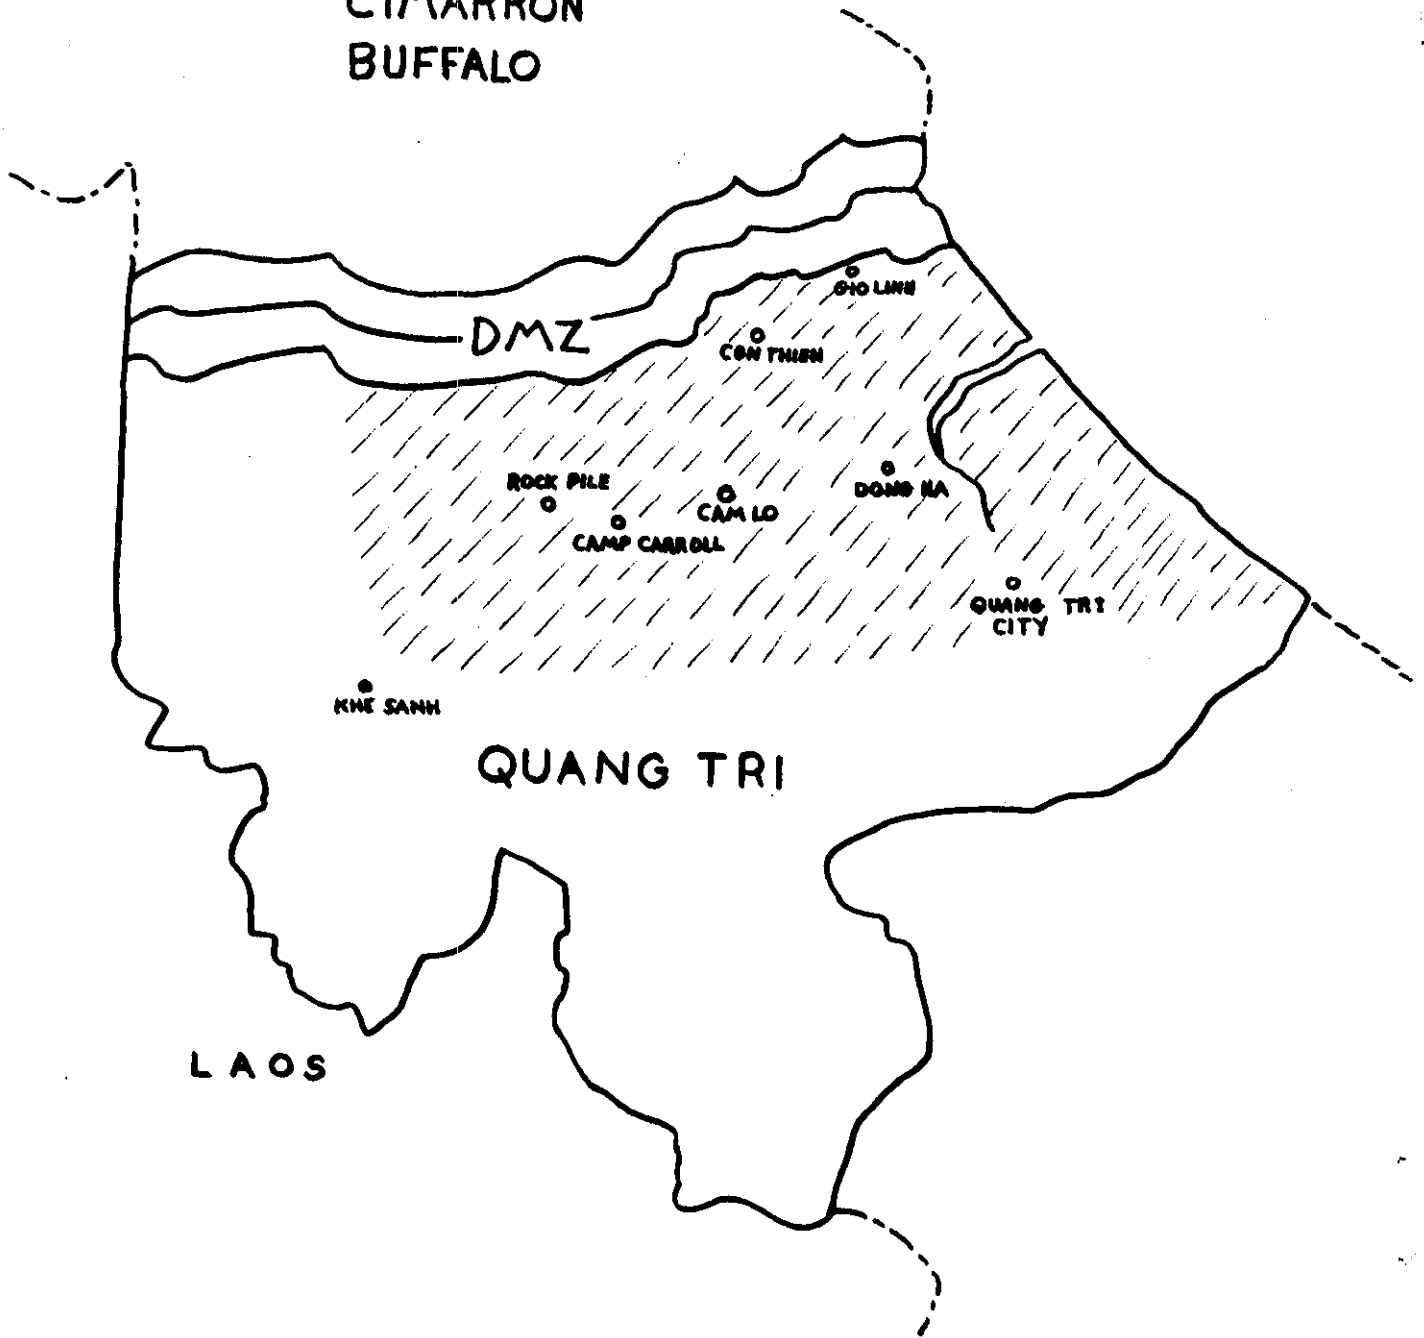 CIMARRON
BUFFALO
GIO LINH
DMZ
CON THIEN
ROCK PILE
DONG HA
CAM LO
CAMP CARROLL
QUANG TRI
CITY
KHE SANH
QUANG TRI
LAOS